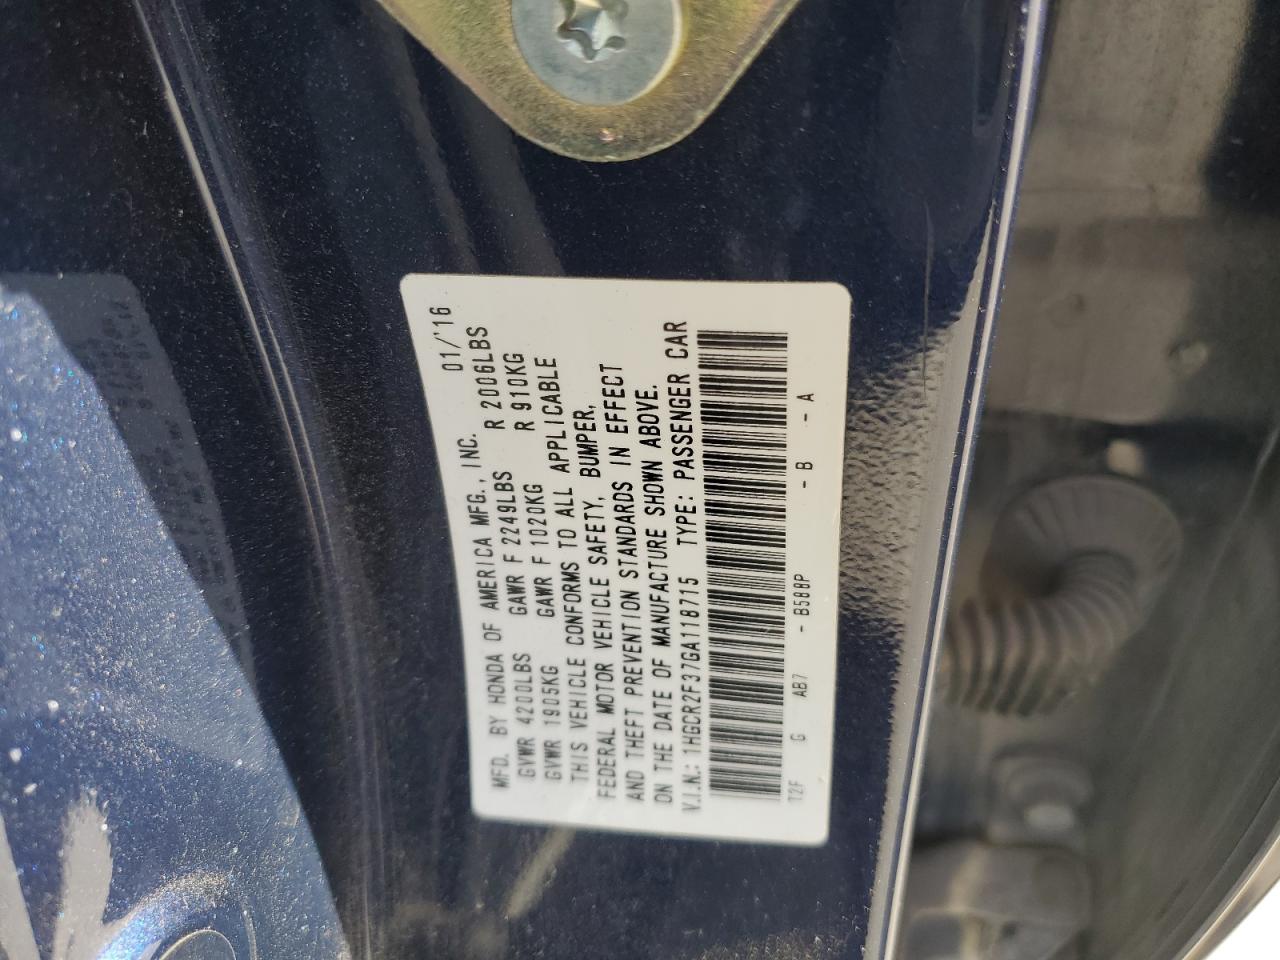 MFD. BY HONDA OF AMERICA MFG., INC. 01/'16
GVWR 4200LBS GAWR F 2249LBS R 2006LBS
GVWR 1905KG GAWR F 1020KG R 910KG
THIS VEHICLE CONFORMS TO ALL APPLICABLE
FEDERAL MOTOR VEHICLE SAFETY, BUMPER,
AND THEFT PREVENTION STANDARDS IN EFFECT
ON THE DATE OF MANUFACTURE SHOWN ABOVE.
V.I.N.: 1HGCR2F37GA118715 TYPE: PASSENGER CAR
T2F G AB7 - B588P - B - A